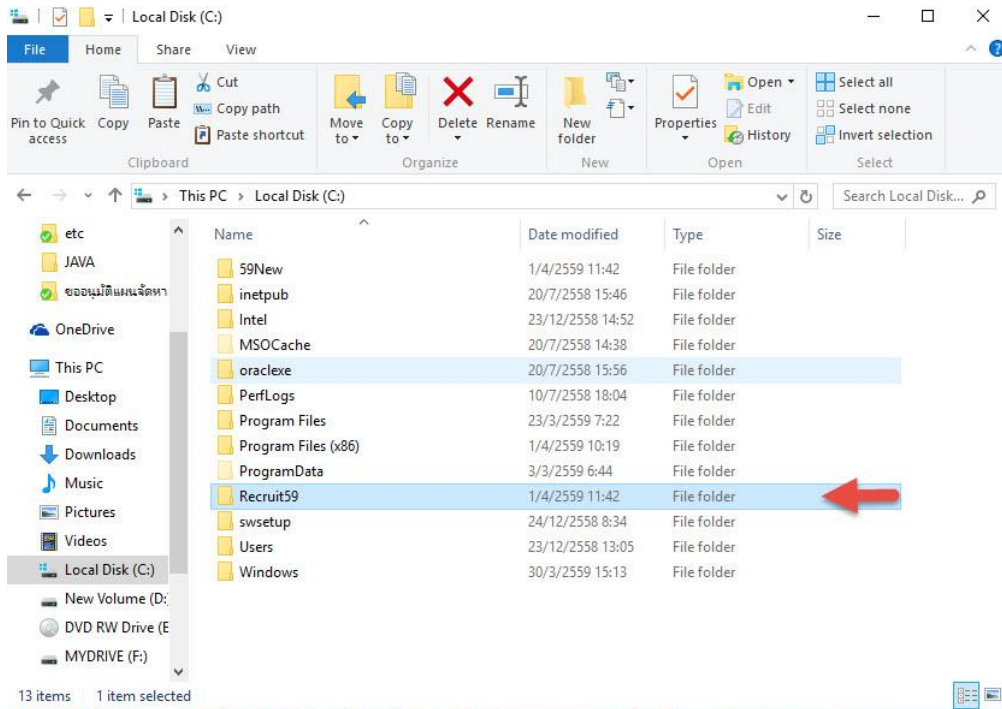 Local Disk (C:)
File Home Share View
Pin to Quick access
Copy
Paste
Cut
Copy path
Paste shortcut
Move to
Copy to
Delete
Rename
New folder
Properties
Open
Edit
History
Select all
Select none
Invert selection
Clipboard Organize New Open Select
This PC > Local Disk (C:) Search Local Disk...
etc
JAVA
ขออนุมัติแผนจัดหา
OneDrive
This PC
Desktop
Documents
Downloads
Music
Pictures
Videos
Local Disk (C:)
New Volume (D:
DVD RW Drive (E
MYDRIVE (F:)
Name Date modified Type Size
59New 1/4/2559 11:42 File folder
inetpub 20/7/2558 15:46 File folder
Intel 23/12/2558 14:52 File folder
MSOCache 20/7/2558 14:38 File folder
oraclexe 20/7/2558 15:56 File folder
PerfLogs 10/7/2558 18:04 File folder
Program Files 23/3/2559 7:22 File folder
Program Files (x86) 1/4/2559 10:19 File folder
ProgramData 3/3/2559 6:44 File folder
Recruit59 1/4/2559 11:42 File folder
swsetup 24/12/2558 8:34 File folder
Users 23/12/2558 13:05 File folder
Windows 30/3/2559 15:13 File folder
13 items 1 item selected